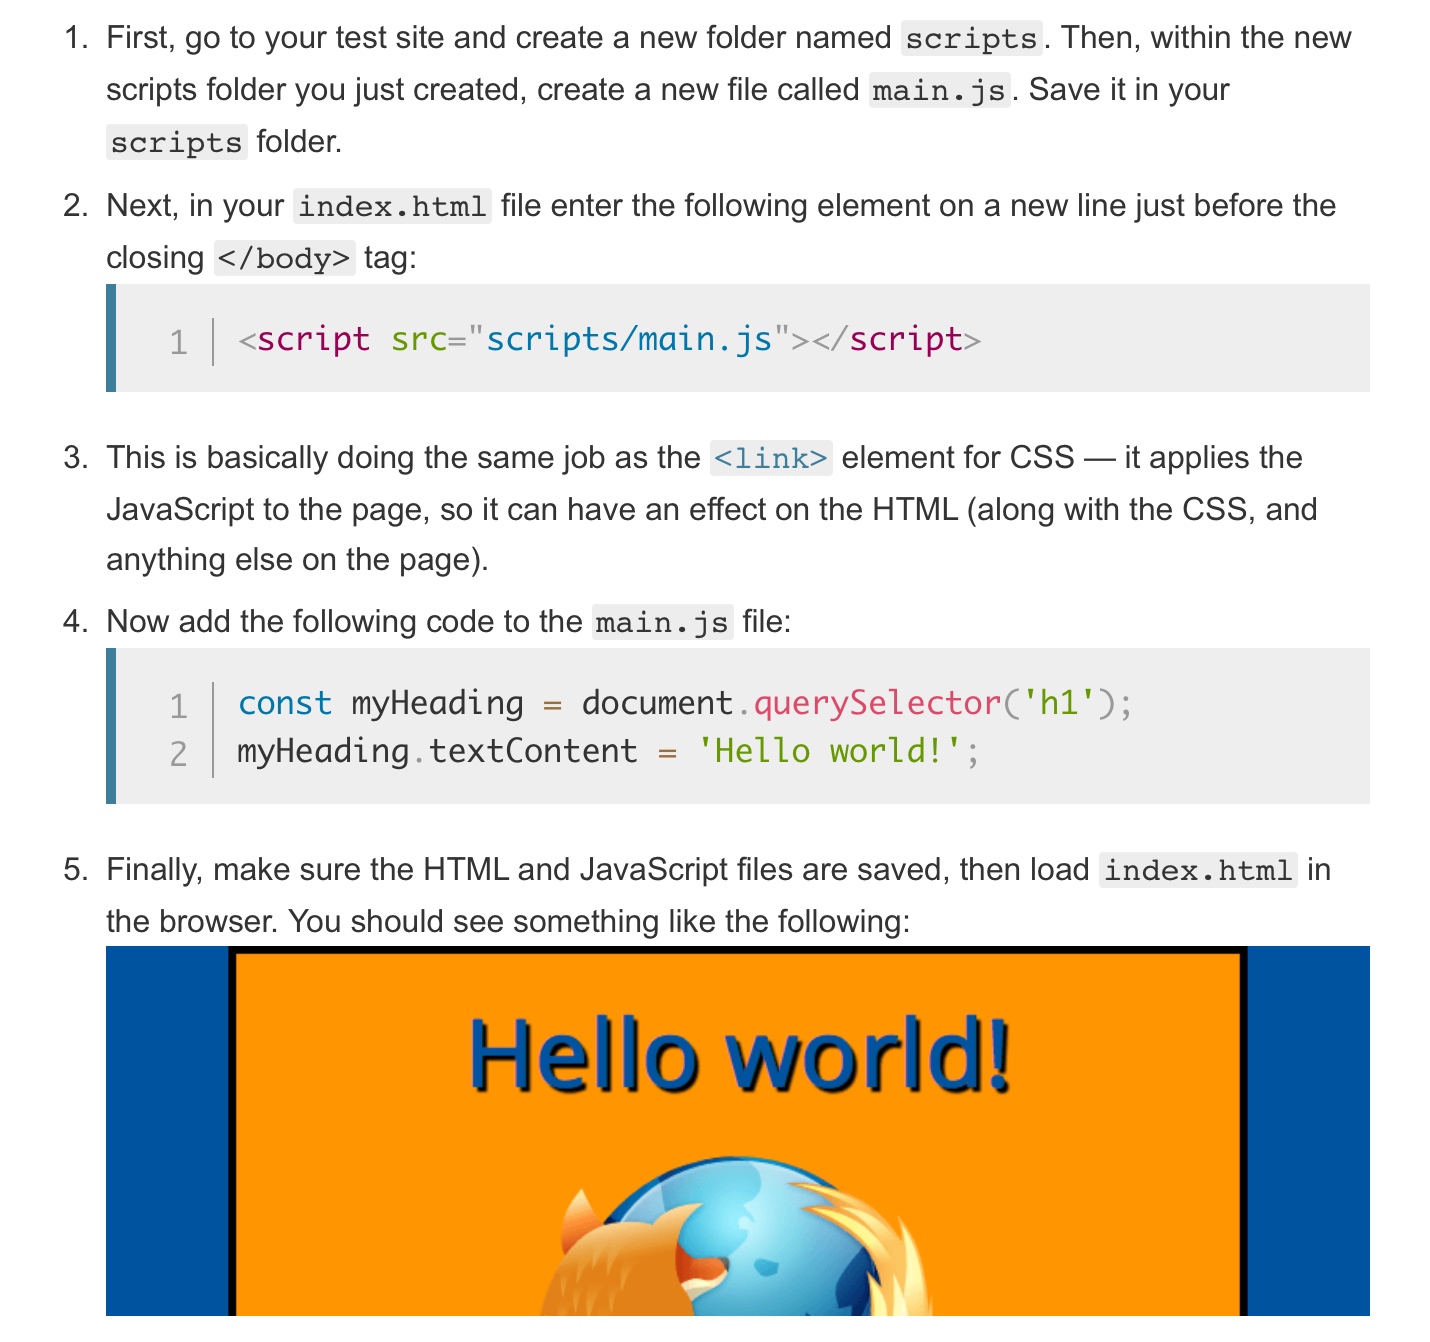 1. First, go to your test site and create a new folder named scripts. Then, within the new
scripts folder you just created, create a new file called main.js. Save it in your
scripts folder.
2. Next, in your index.html file enter the following element on a new line just before the
closing </body> tag:
1 <script src="scripts/main.js"></script>
3. This is basically doing the same job as the <link> element for CSS — it applies the
JavaScript to the page, so it can have an effect on the HTML (along with the CSS, and
anything else on the page).
4. Now add the following code to the main.js file:
1 const myHeading = document.querySelector('h1');
2 myHeading.textContent = 'Hello world!';
5. Finally, make sure the HTML and JavaScript files are saved, then load index.html in
the browser. You should see something like the following:
Hello world!